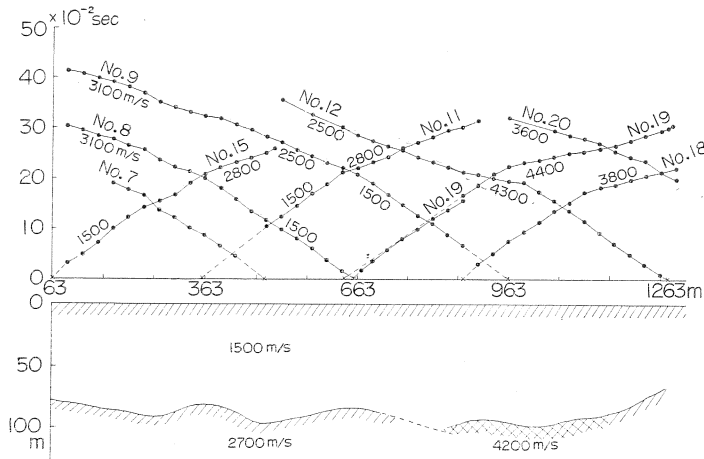 50 ×10⁻² sec
40
30
20
10
0
No.9
3100 m/s
No.8
3100 m/s
No.7
1500
No.15
2800
2500
1500
No.12
2500
1500
2800
No.11
1500
No.19
No.20
3600
4400
4300
No.19
No.18
3800
63
363
663
963
1263m
0
50
100
m
1500 m/s
2700 m/s
4200 m/s